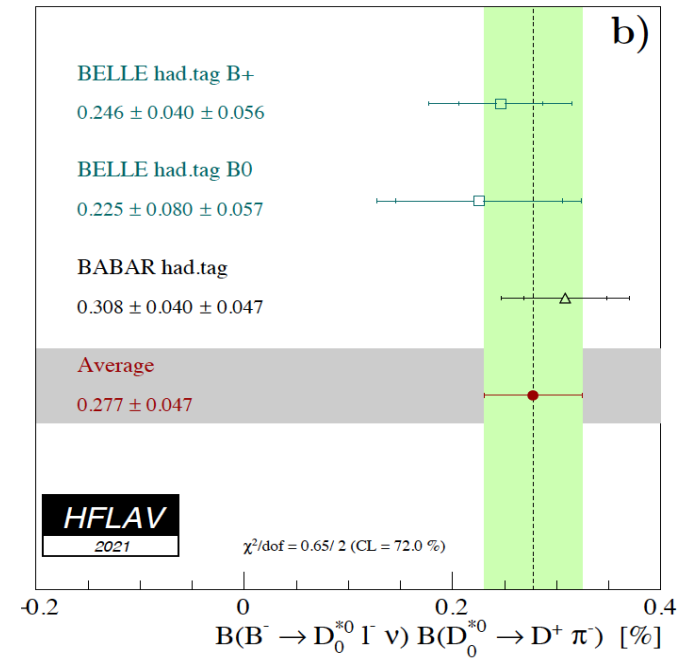 b)
BELLE had.tag B+
0.246 ± 0.040 ± 0.056
BELLE had.tag B0
0.225 ± 0.080 ± 0.057
BABAR had.tag
0.308 ± 0.040 ± 0.047
Average
0.277 ± 0.047
HFLAV
2021
χ²/dof = 0.65/ 2 (CL = 72.0 %)
-0.2 0 0.2 0.4
B(B⁻ → D₀*⁰ l⁻ ν) B(D₀*⁰ → D⁺ π⁻) [%]